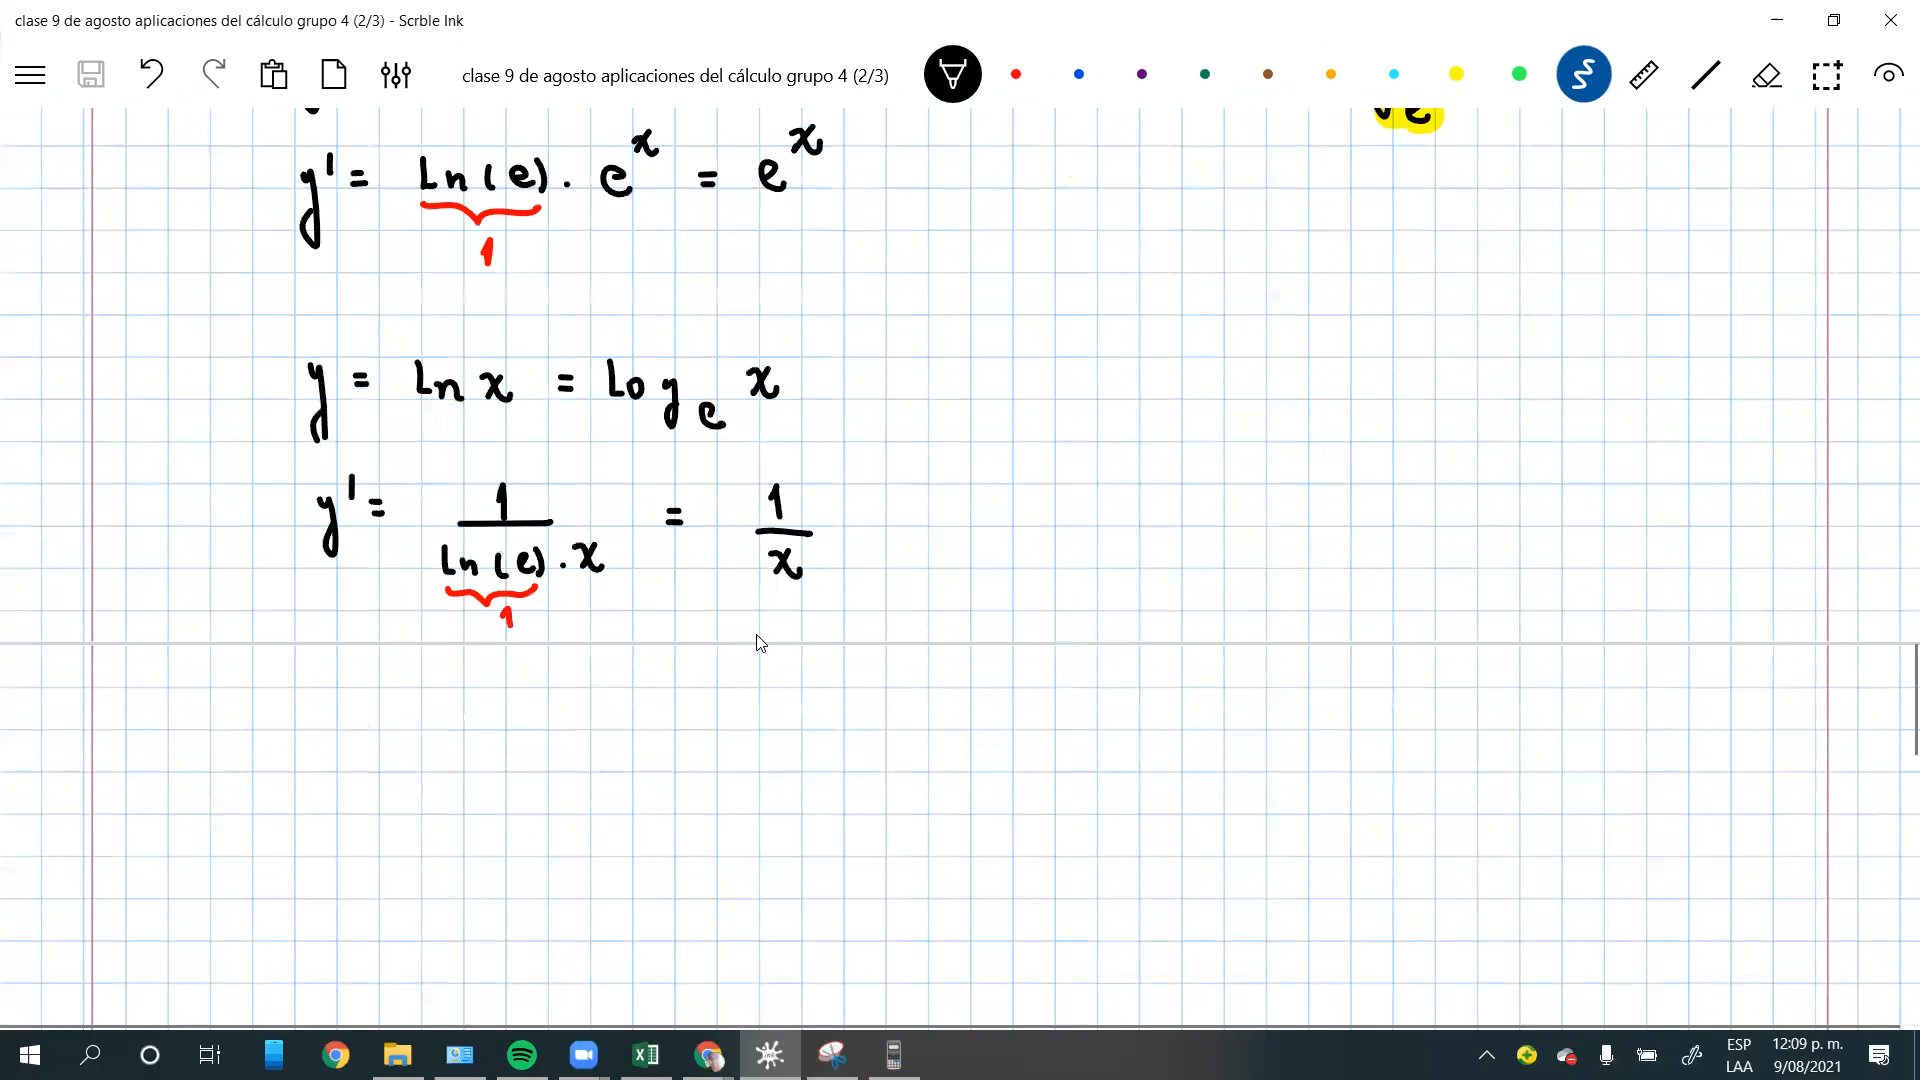 clase 9 de agosto aplicaciones del cálculo grupo 4 (2/3) - Scrble Ink
clase 9 de agosto aplicaciones del cálculo grupo 4 (2/3)
√e
y' = Ln(e) . e^x = e^x
1
y = Ln x = Log_e x
y' = 1/(Ln(e) . x) = 1/x
1
ESP
LAA
12:09 p. m.
9/08/2021